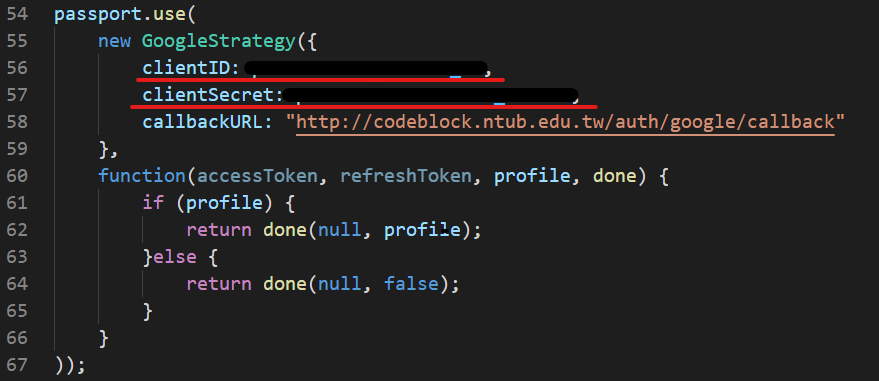 54 passport.use(
55 new GoogleStrategy({
56 clientID: ,
57 clientSecret: ,
58 callbackURL: "http://codeblock.ntub.edu.tw/auth/google/callback"
59 },
60 function(accessToken, refreshToken, profile, done) {
61 if (profile) {
62 return done(null, profile);
63 }else {
64 return done(null, false);
65 }
66 }
67 ));